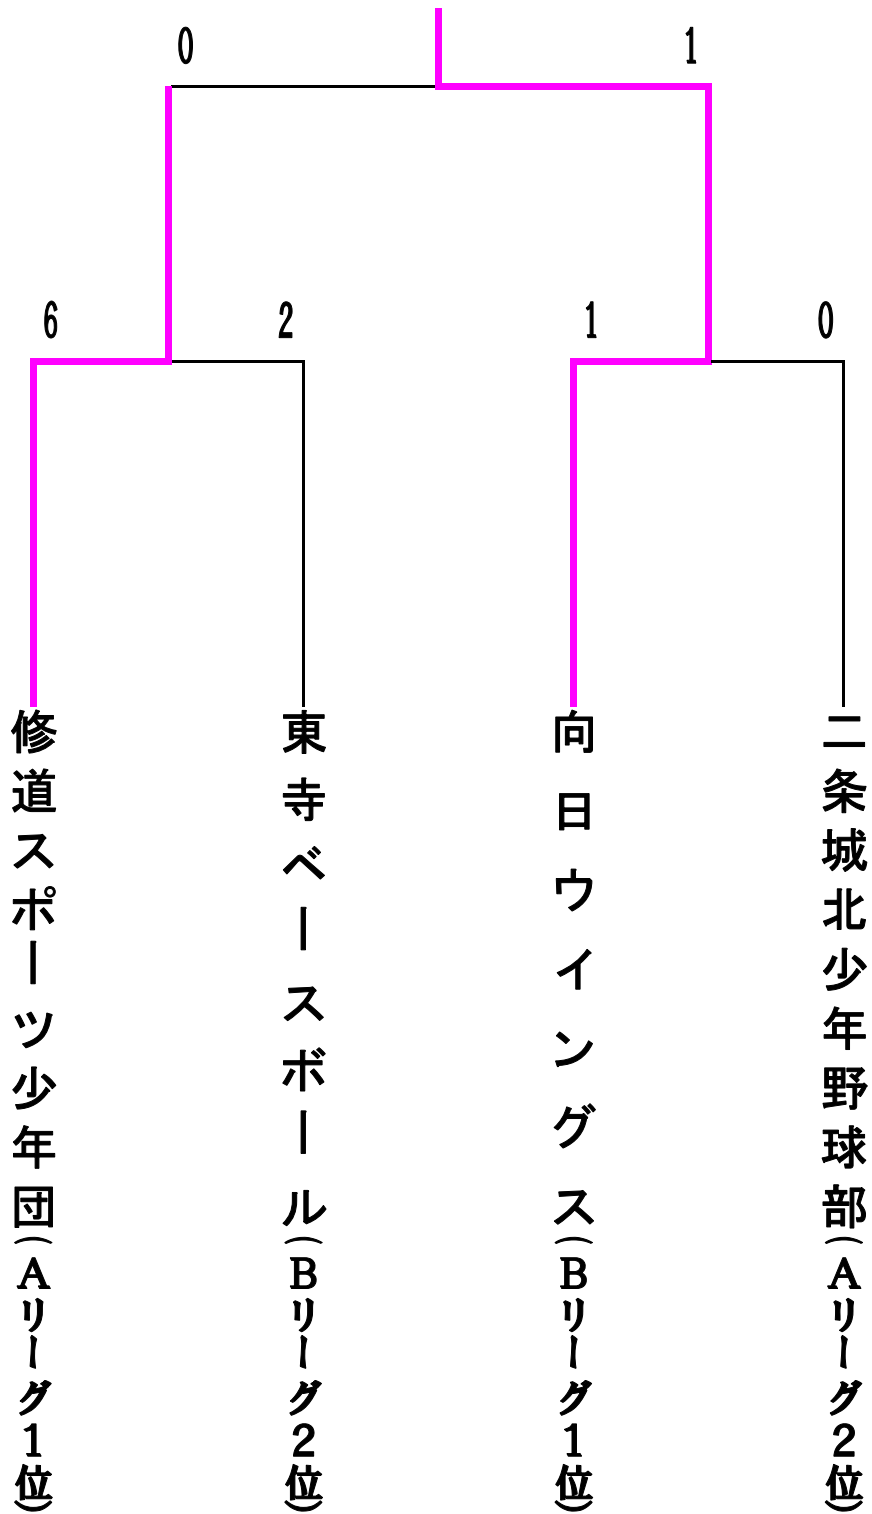 0 1
6 2 1 0
修道スポーツ少年団(Aリーグ1位)
東寺ベースボール(Bリーグ2位)
向日ウイングス(Bリーグ1位)
二条城北少年野球部(Aリーグ2位)